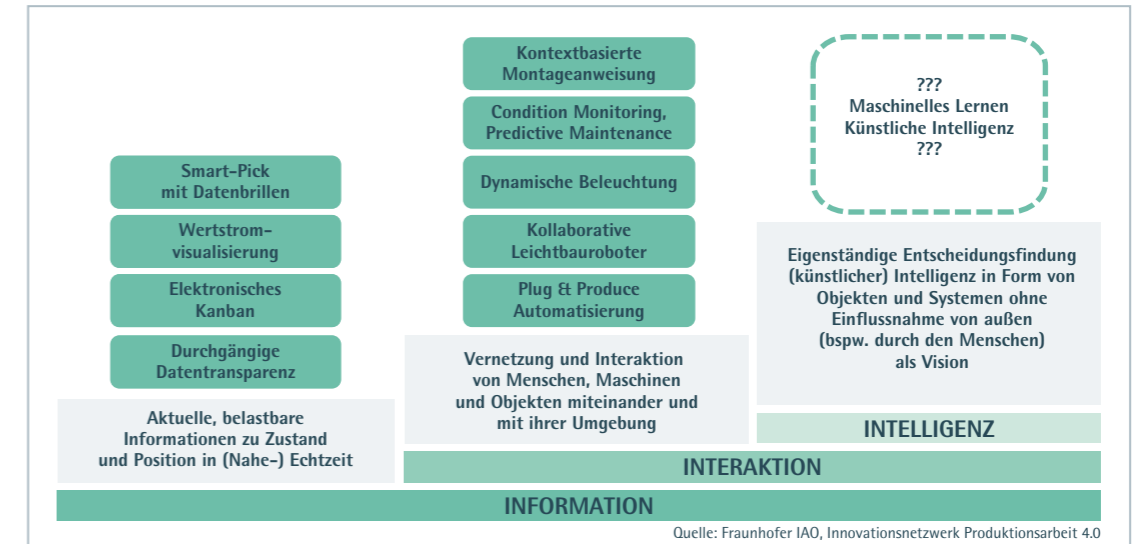 Smart-Pick
mit Datenbrillen
Wertstrom-
visualisierung
Elektronisches
Kanban
Durchgängige
Datentransparenz
Aktuelle, belastbare
Informationen zu Zustand
und Position in (Nahe-) Echtzeit
Kontextbasierte
Montageanweisung
Condition Monitoring,
Predictive Maintenance
Dynamische Beleuchtung
Kollaborative
Leichtbauroboter
Plug & Produce
Automatisierung
Vernetzung und Interaktion
von Menschen, Maschinen
und Objekten miteinander und
mit ihrer Umgebung
???
Maschinelles Lernen
Künstliche Intelligenz
???
Eigenständige Entscheidungsfindung
(künstlicher) Intelligenz in Form von
Objekten und Systemen ohne
Einflussnahme von außen
(bspw. durch den Menschen)
als Vision
INTELLIGENZ
INTERAKTION
INFORMATION
Quelle: Fraunhofer IAO, Innovationsnetzwerk Produktionsarbeit 4.0